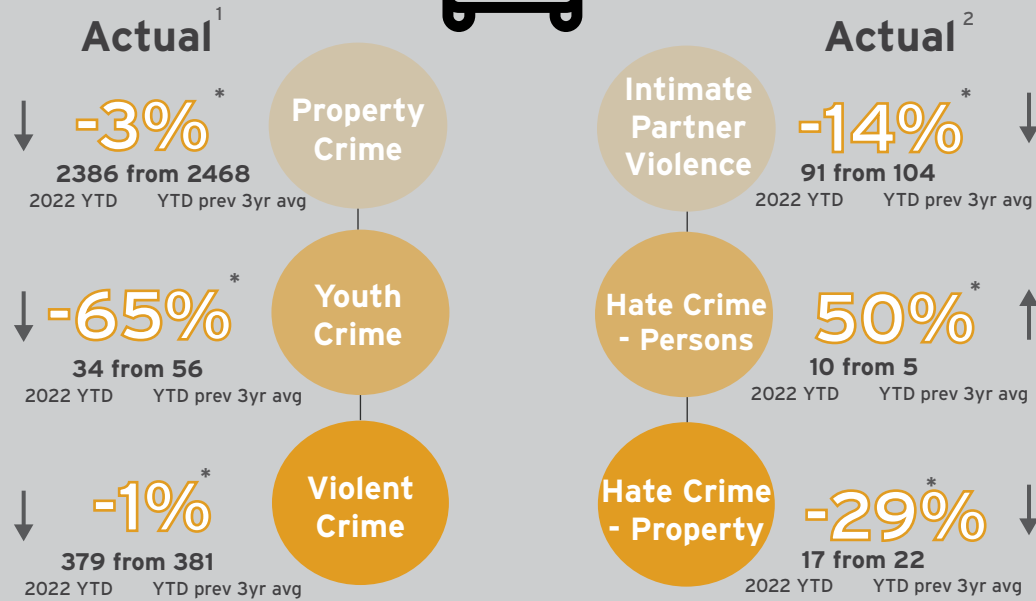 Actual 1
Property
Crime
-3% *
2386 from 2468
2022 YTD YTD prev 3yr avg
Youth
Crime
-65% *
34 from 56
2022 YTD YTD prev 3yr avg
Violent
Crime
-1% *
379 from 381
2022 YTD YTD prev 3yr avg
Actual 2
Intimate
Partner
Violence
-14% *
91 from 104
2022 YTD YTD prev 3yr avg
Hate Crime
- Persons
50% *
10 from 5
2022 YTD YTD prev 3yr avg
Hate Crime
- Property
-29% *
17 from 22
2022 YTD YTD prev 3yr avg